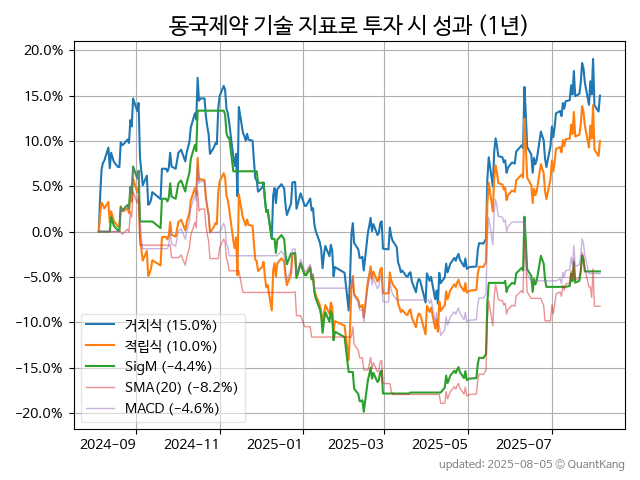 동국제약 기술 지표로 투자 시 성과 (1년)
20.0%
15.0%
10.0%
5.0%
0.0%
−5.0%
−10.0%
−15.0%
−20.0%
거치식 (15.0%)
적립식 (10.0%)
SigM (−4.4%)
SMA(20) (−8.2%)
MACD (−4.6%)
2024-09 2024-11 2025-01 2025-03 2025-05 2025-07
updated: 2025-08-05 © QuantKang